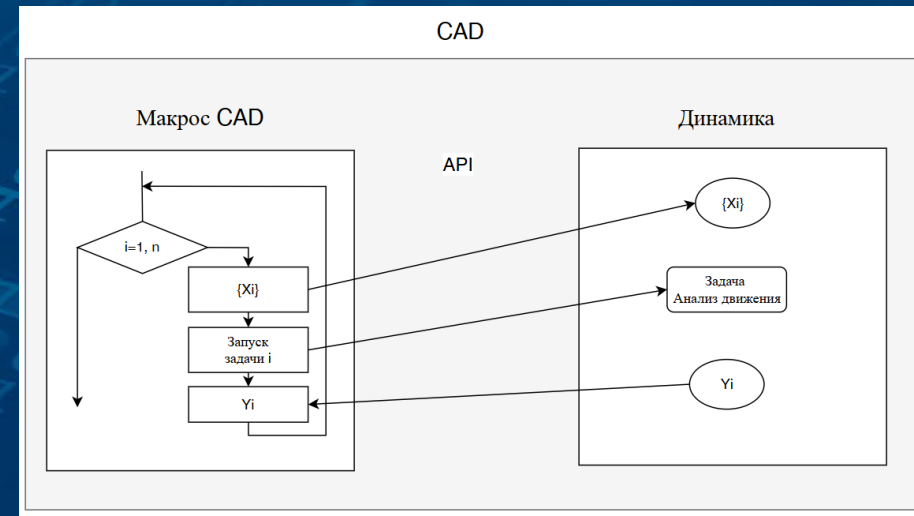 CAD
Макрос CAD
Динамика
API
i=1, n
{Xi}
Запуск
задачи i
Yi
{Xi}
Задача
Анализ движения
Yi